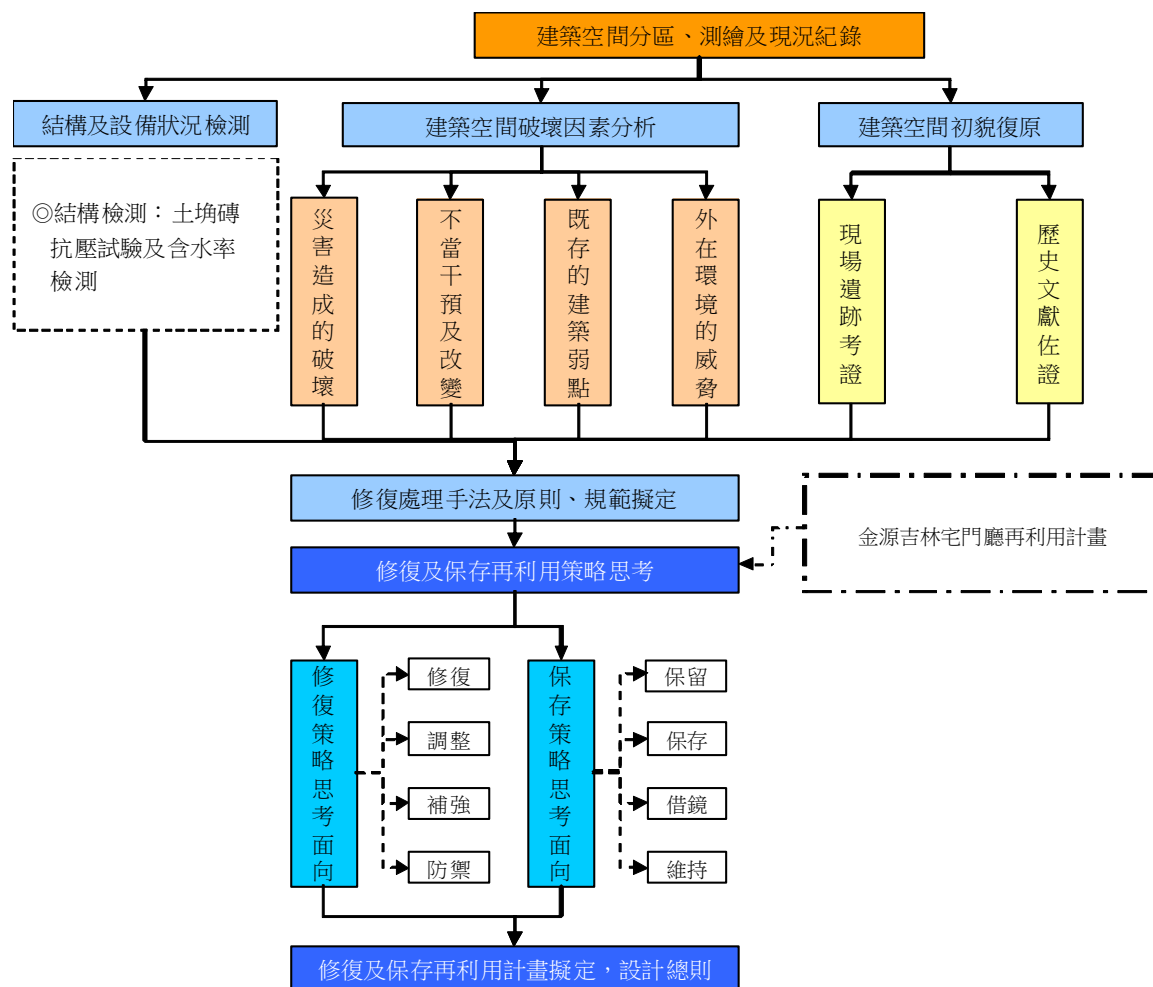 建築空間分區、測繪及現況紀錄
結構及設備狀況檢測
建築空間破壞因素分析
建築空間初貌復原
◎結構檢測：土埆磚
抗壓試驗及含水率
檢測
災害造成的破壞
不當干預及改變
既存的建築弱點
外在環境的威脅
現場遺跡考證
歷史文獻佐證
修復處理手法及原則、規範擬定
金源吉林宅門廳再利用計畫
修復及保存再利用策略思考
修復策略思考面向
修復
調整
補強
防禦
保存策略思考面向
保留
保存
借鏡
維持
修復及保存再利用計畫擬定，設計總則